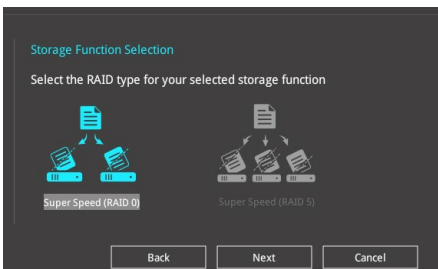 Storage Function Selection
Select the RAID type for your selected storage function
Super Speed (RAID 0)
Super Speed (RAID 5)
Back
Next
Cancel